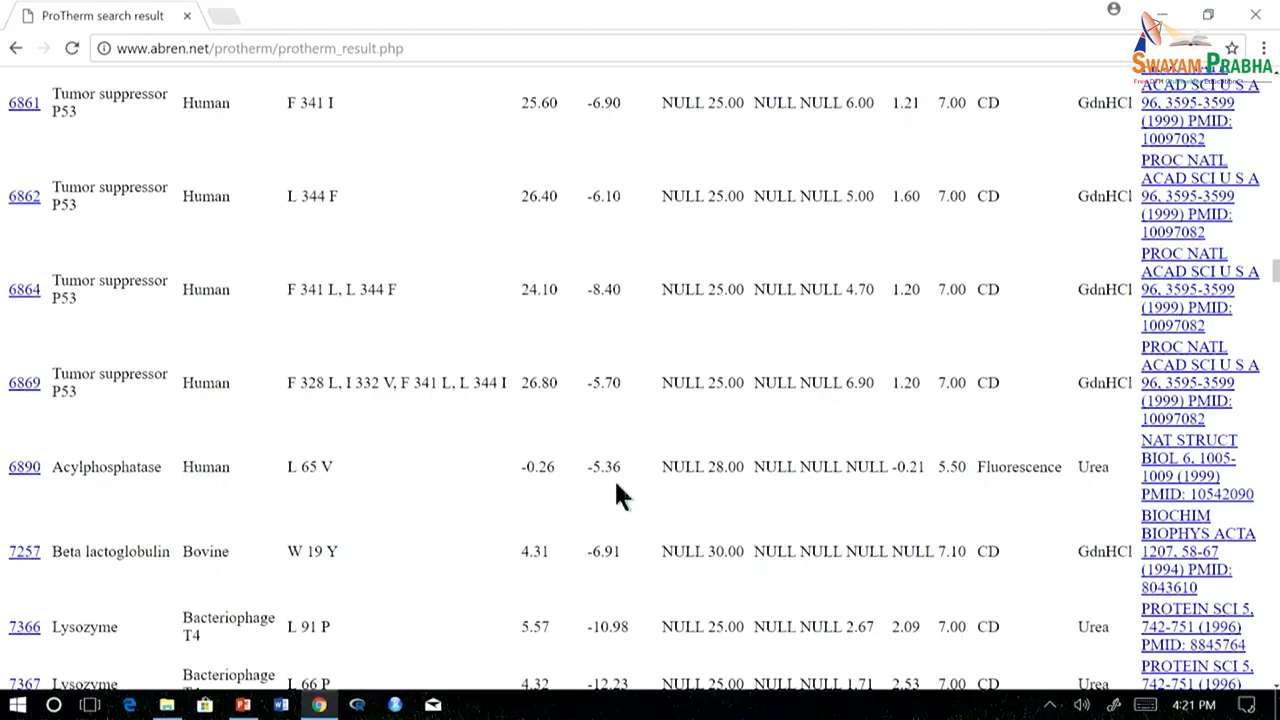 ProTherm search result
www.abren.net/protherm/protherm_result.php
SWAYAM PRABHA
6861 Tumor suppressor P53 Human F 341 I 25.60 -6.90 NULL 25.00 NULL NULL 6.00 1.21 7.00 CD GdnHCl
ACAD SCI U S A
96, 3595-3599
(1999) PMID:
10097082
6862 Tumor suppressor P53 Human L 344 F 26.40 -6.10 NULL 25.00 NULL NULL 5.00 1.60 7.00 CD GdnHCl
PROC NATL
ACAD SCI U S A
96, 3595-3599
(1999) PMID:
10097082
6864 Tumor suppressor P53 Human F 341 L, L 344 F 24.10 -8.40 NULL 25.00 NULL NULL 4.70 1.20 7.00 CD GdnHCl
PROC NATL
ACAD SCI U S A
96, 3595-3599
(1999) PMID:
10097082
6869 Tumor suppressor P53 Human F 328 L, I 332 V, F 341 L, L 344 I 26.80 -5.70 NULL 25.00 NULL NULL 6.90 1.20 7.00 CD GdnHCl
PROC NATL
ACAD SCI U S A
96, 3595-3599
(1999) PMID:
10097082
6890 Acylphosphatase Human L 65 V -0.26 -5.36 NULL 28.00 NULL NULL NULL -0.21 5.50 Fluorescence Urea
NAT STRUCT
BIOL 6, 1005-
1009 (1999)
PMID: 10542090
7257 Beta lactoglobulin Bovine W 19 Y 4.31 -6.91 NULL 30.00 NULL NULL NULL NULL 7.10 CD GdnHCl
BIOCHIM
BIOPHYS ACTA
1207, 58-67
(1994) PMID:
8043610
7366 Lysozyme Bacteriophage T4 L 91 P 5.57 -10.98 NULL 25.00 NULL NULL 2.67 2.09 7.00 CD Urea
PROTEIN SCI 5,
742-751 (1996)
PMID: 8845764
7367 Lysozyme Bacteriophage L 66 P 4.32 -12.23 NULL 25.00 NULL NULL 1.71 2.53 7.00 CD Urea
PROTEIN SCI 5,
742-751 (1996)
4:21 PM